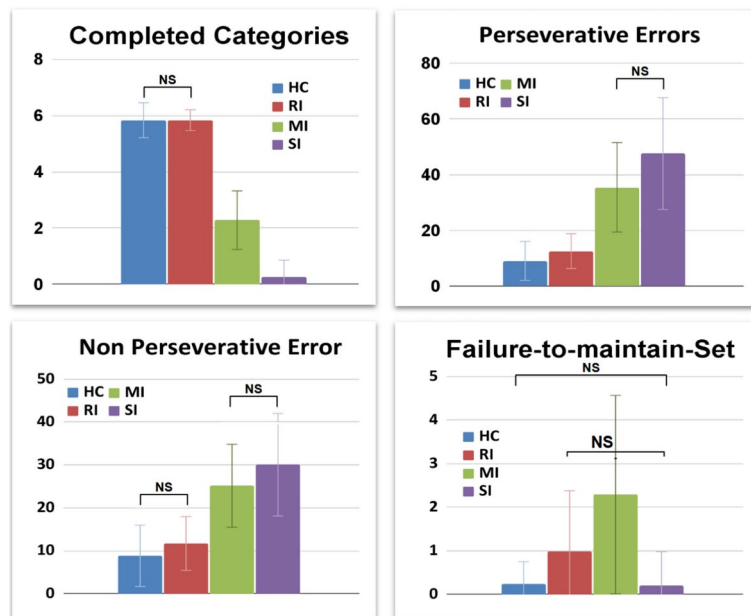 Completed Categories
8
6
4
2
0
NS
HC
RI
MI
SI
Perseverative Errors
80
60
40
20
0
HC MI
RI SI
NS
Non Perseverative Error
50
40
30
20
10
0
HC MI
RI SI
NS
NS
Failure-to-maintain-Set
5
4
3
2
1
0
NS
HC
RI
MI
SI
NS